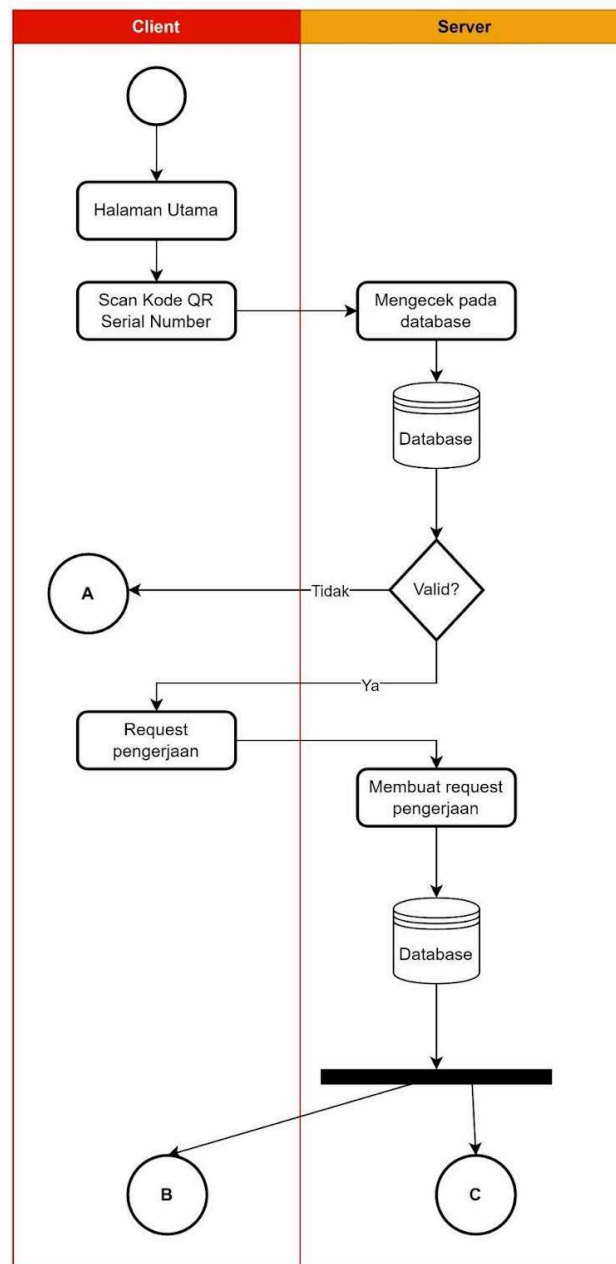 Client
Server
Halaman Utama
Scan Kode QR
Serial Number
Mengecek pada
database
Database
Valid?
Tidak
A
Ya
Request
pengerjaan
Membuat request
pengerjaan
Database
B
C